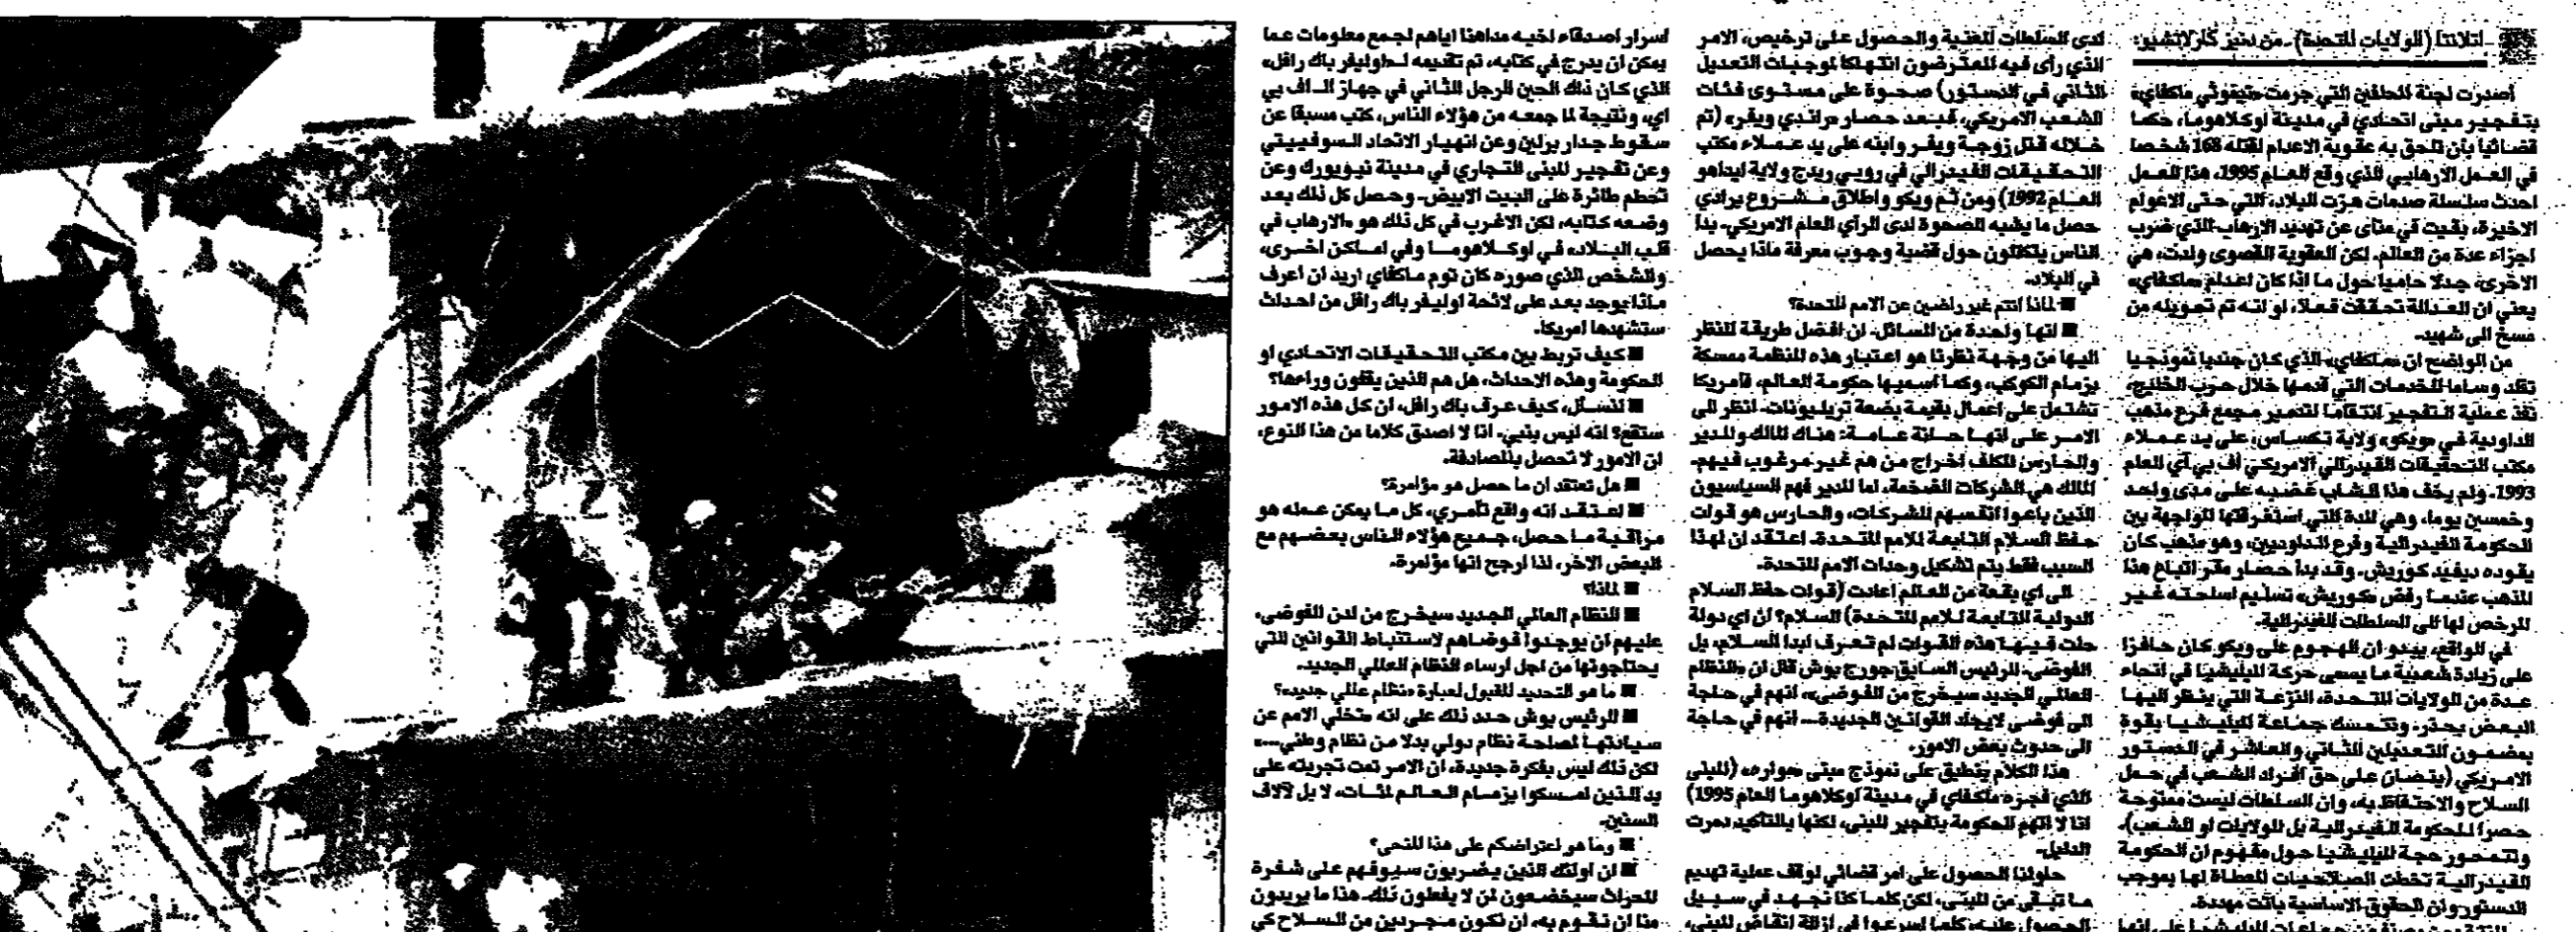 اتلانتا (الولايات المتحدة) ـ من دنيز كارلاتشيو:
أصدرت لجنة المحلفين التي جرمت «تيموثي ماكفاي»
بتفجير مبنى اتحادي في مدينة اوكلاهوما، حكما
قضائيا بأن تلحق به عقوبة الاعدام لقتله 168 شخصا
في العمل الارهابي الذي وقع العام 1995. هذا العمل
احدث سلسلة صدمات هزت البلاد، التي حتى الاعوام
الاخيرة، بقيت في منأى عن تهديد الارهاب الذي ضرب
اجزاء عدة من العالم. لكن العقوبة القصوى ولدت، هي
الاخرى، جدلا حاميا حول ما اذا كان اعدام «ماكفاي»
يعني ان العدالة تحققت فعلا، او انه تم تحويله من
مسخ الى شهيد.
من الواضح ان «ماكفاي» الذي كان جنديا نموذجيا
تقلد وساما للخدمات التي قدمها خلال حرب الخليج،
نفذ عملية التفجير انتقاما لتدمير مجمع فرع مذهب
الداودية في «ويكو» ولاية تكساس، على يد عملاء
مكتب التحقيقات الفيدرالي الامريكي اف بي آي العام
1993. ولم يخف هذا الشاب غضبه على مدى واحد
وخمسين يوما، وهي المدة التي استغرقتها المواجهة بين
الحكومة الفيدرالية وفرع الداوديين، وهو مذهب كان
يقوده ديفيد كوريش. وقد بدأ حصار مقر اتباع هذا
المذهب عندما رفض «كوريش» تسليم اسلحته غير
المرخص لها الى السلطات الفيدرالية.
في الواقع، يبدو ان الهجوم على ويكو كان حافزا
على زيادة شعبية ما يسمى حركة الميليشيا في انحاء
عدة من الولايات المتحدة، النزعة التي ينظر اليها
البعض بحذر. وتتمسك جماعة الميليشيا بقوة
بمضمون التعديلين الثاني والعاشر في الدستور
الامريكي (ينصان على حق افراد الشعب في حمل
السلاح والاحتفاظ به، وان السلطات ليست ممنوحة
حصرا للحكومة الفيدرالية بل للولايات او الشعب).
وتتمحور حجة الميليشيا حول مفهوم ان الحكومة
الفيدرالية تخطت الصلاحيات المعطاة لها بموجب
الدستور وان الحقوق الاساسية باتت مهددة.
جماعات الميليشيا على انها
لدى السلطات المعنية والحصول على ترخيص، الامر
الذي رأى فيه المعترضون انتهاكا لموجبات التعديل
الثاني في الدستور) صحوة على مستوى فئات
الشعب الامريكي، فبعد حصار «راندي ويفر» (تم
خلاله قتل زوجة ويفر وابنه على يد عملاء مكتب
التحقيقات الفيدرالي في روبي ريدج ولاية ايداهو
العام 1992) ومن ثم ويكو واطلاق مشروع برادي
حصل ما يشبه الصحوة لدى الرأي العام الامريكي. بدأ
الناس يتكتلون حول قضية وجوب معرفة ماذا يحصل
في البلاد.
■ لماذا انتم غير راضين عن الامم المتحدة؟
■ انها واحدة من المسائل. ان افضل طريقة للنظر
اليها من وجهة نظرنا هو اعتبار هذه المنظمة ممسكة
بزمام الكوكب، وكما اسميها حكومة العالم، فأمريكا
تشتمل على اعمال بقيمة بضعة تريليونات. انظر الى
الامر على انها حانة عامة: هناك المالك والمدير
والحارس المكلف اخراج من هم غير مرغوب فيهم.
المالك هي الشركات الضخمة، اما المدير فهم السياسيون
الذين باعوا انفسهم للشركات، والحارس هو قوات
حفظ السلام التابعة للامم المتحدة. اعتقد ان لهذا
السبب فقط يتم تشكيل وحدات الامم المتحدة.
الى اي بقعة من العالم اعادت (قوات حفظ السلام
الدولية التابعة للامم المتحدة) السلام؟ ان اي دولة
حلت فيها هذه القوات لم تعرف ابدا السلام، بل
الفوضى. الرئيس السابق جورج بوش قال ان «النظام
العالمي الجديد سيخرج من الفوضى»، انهم في حاجة
الى فوضى لايجاد القوانين الجديدة... انهم في حاجة
الى حدوث بعض الامور.
هذا الكلام ينطبق على نموذج مبنى «مواره» (المبنى
الذي فجره ماكفاي في مدينة اوكلاهوما العام 1995)
انا لا اتهم الحكومة بتفجير المبنى، لكنها بالتأكيد دمرت
الدليل.
حاولنا الحصول على امر قضائي لوقف عملية تهديم
ما تبقى من المبنى، لكن كلما كنا نجهد في سبيل
الحصول عليه، كلما اسرعوا في ازالة انقاض المبنى،
اسرار اصدقاء اخيه مداهنا اياهم لجمع معلومات عما
يمكن ان يدرج في كتابه، تم تقديمه لـ«اوليفر باك رافل»
الذي كان ذلك الحين الرجل الثاني في جهاز الـ اف بي
اي، ونتيجة لما جمعه من هؤلاء الناس، كتب مسبقا عن
سقوط جدار برلين وعن انهيار الاتحاد السوفييتي
وعن تفجير المبنى التجاري في مدينة نيويورك وعن
تحطم طائرة على البيت الابيض. وحصل كل ذلك بعد
وضعه كتابه، لكن الاغرب في كل ذلك هو «الارهاب في
قلب البلاد» في اوكلاهوما وفي اماكن اخرى،
والشخص الذي صوره كان توم ماكفاي اريد ان اعرف
ماذا يوجد بعد على لائحة اوليفر باك رافل من احداث
ستشهدها امريكا.
■ كيف تربط بين مكتب التحقيقات الاتحادي او
الحكومة وهذه الاحداث، هل هم الذين يقفون وراءها؟
■ لنسأل، كيف عرف باك رافل، ان كل هذه الامور
ستقع؟ انه ليس بنبي. انا لا اصدق كلاما من هذا النوع،
ان الامور لا تحصل بالمصادفة.
■ هل تعتقد ان ما حصل هو مؤامرة؟
■ اعتقد انه واقع تآمري، كل ما يمكن عمله هو
مراقبة ما حصل، جميع هؤلاء الناس بعضهم مع
البعض الاخر، لذا ارجح انها مؤامرة.
■ لماذا؟
■ النظام العالمي الجديد سيخرج من لدن الفوضى،
عليهم ان يوجدوا فوضاهم لاستنباط القوانين التي
يحتاجونها من اجل ارساء النظام العالمي الجديد.
■ ما هو التحديد المقبول لعبارة «نظام عالمي جديد»؟
■ الرئيس بوش حدد ذلك على انه «تخلي الامم عن
سيادتها لمصلحة نظام دولي بدلا من نظام وطني...»
لكن ذلك ليس بفكرة جديدة، ان الامر تمت تجربته على
يد الذين امسكوا بزمام العالم لمئات، لا بل لآلاف
السنين.
■ وما هو اعتراضكم على هذا المنحى؟
■ ان اولئك الذين يضربون سيوفهم على شفرة
المحراث سيخضعون لمن لا يفعلون ذلك. هذا ما يريدون
منا ان نقوم به، ان نكون مجردين من السلاح كي